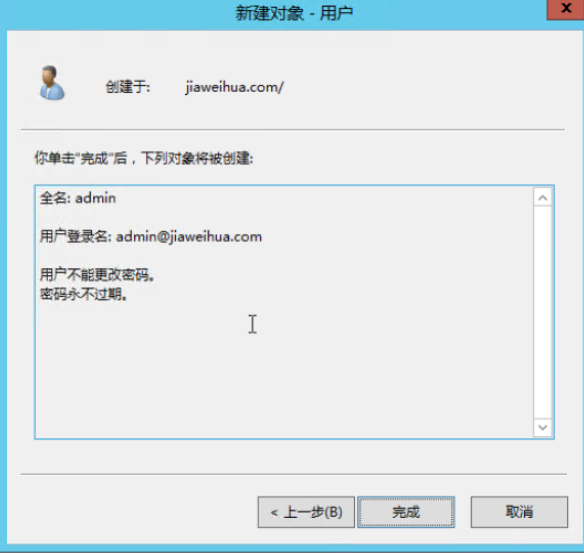 新建对象 - 用户
x
创建于: jiaweihua.com/
你单击"完成"后，下列对象将被创建:
全名: admin
用户登录名: admin@jiaweihua.com
用户不能更改密码。
密码永不过期。
< 上一步(B) 完成 取消